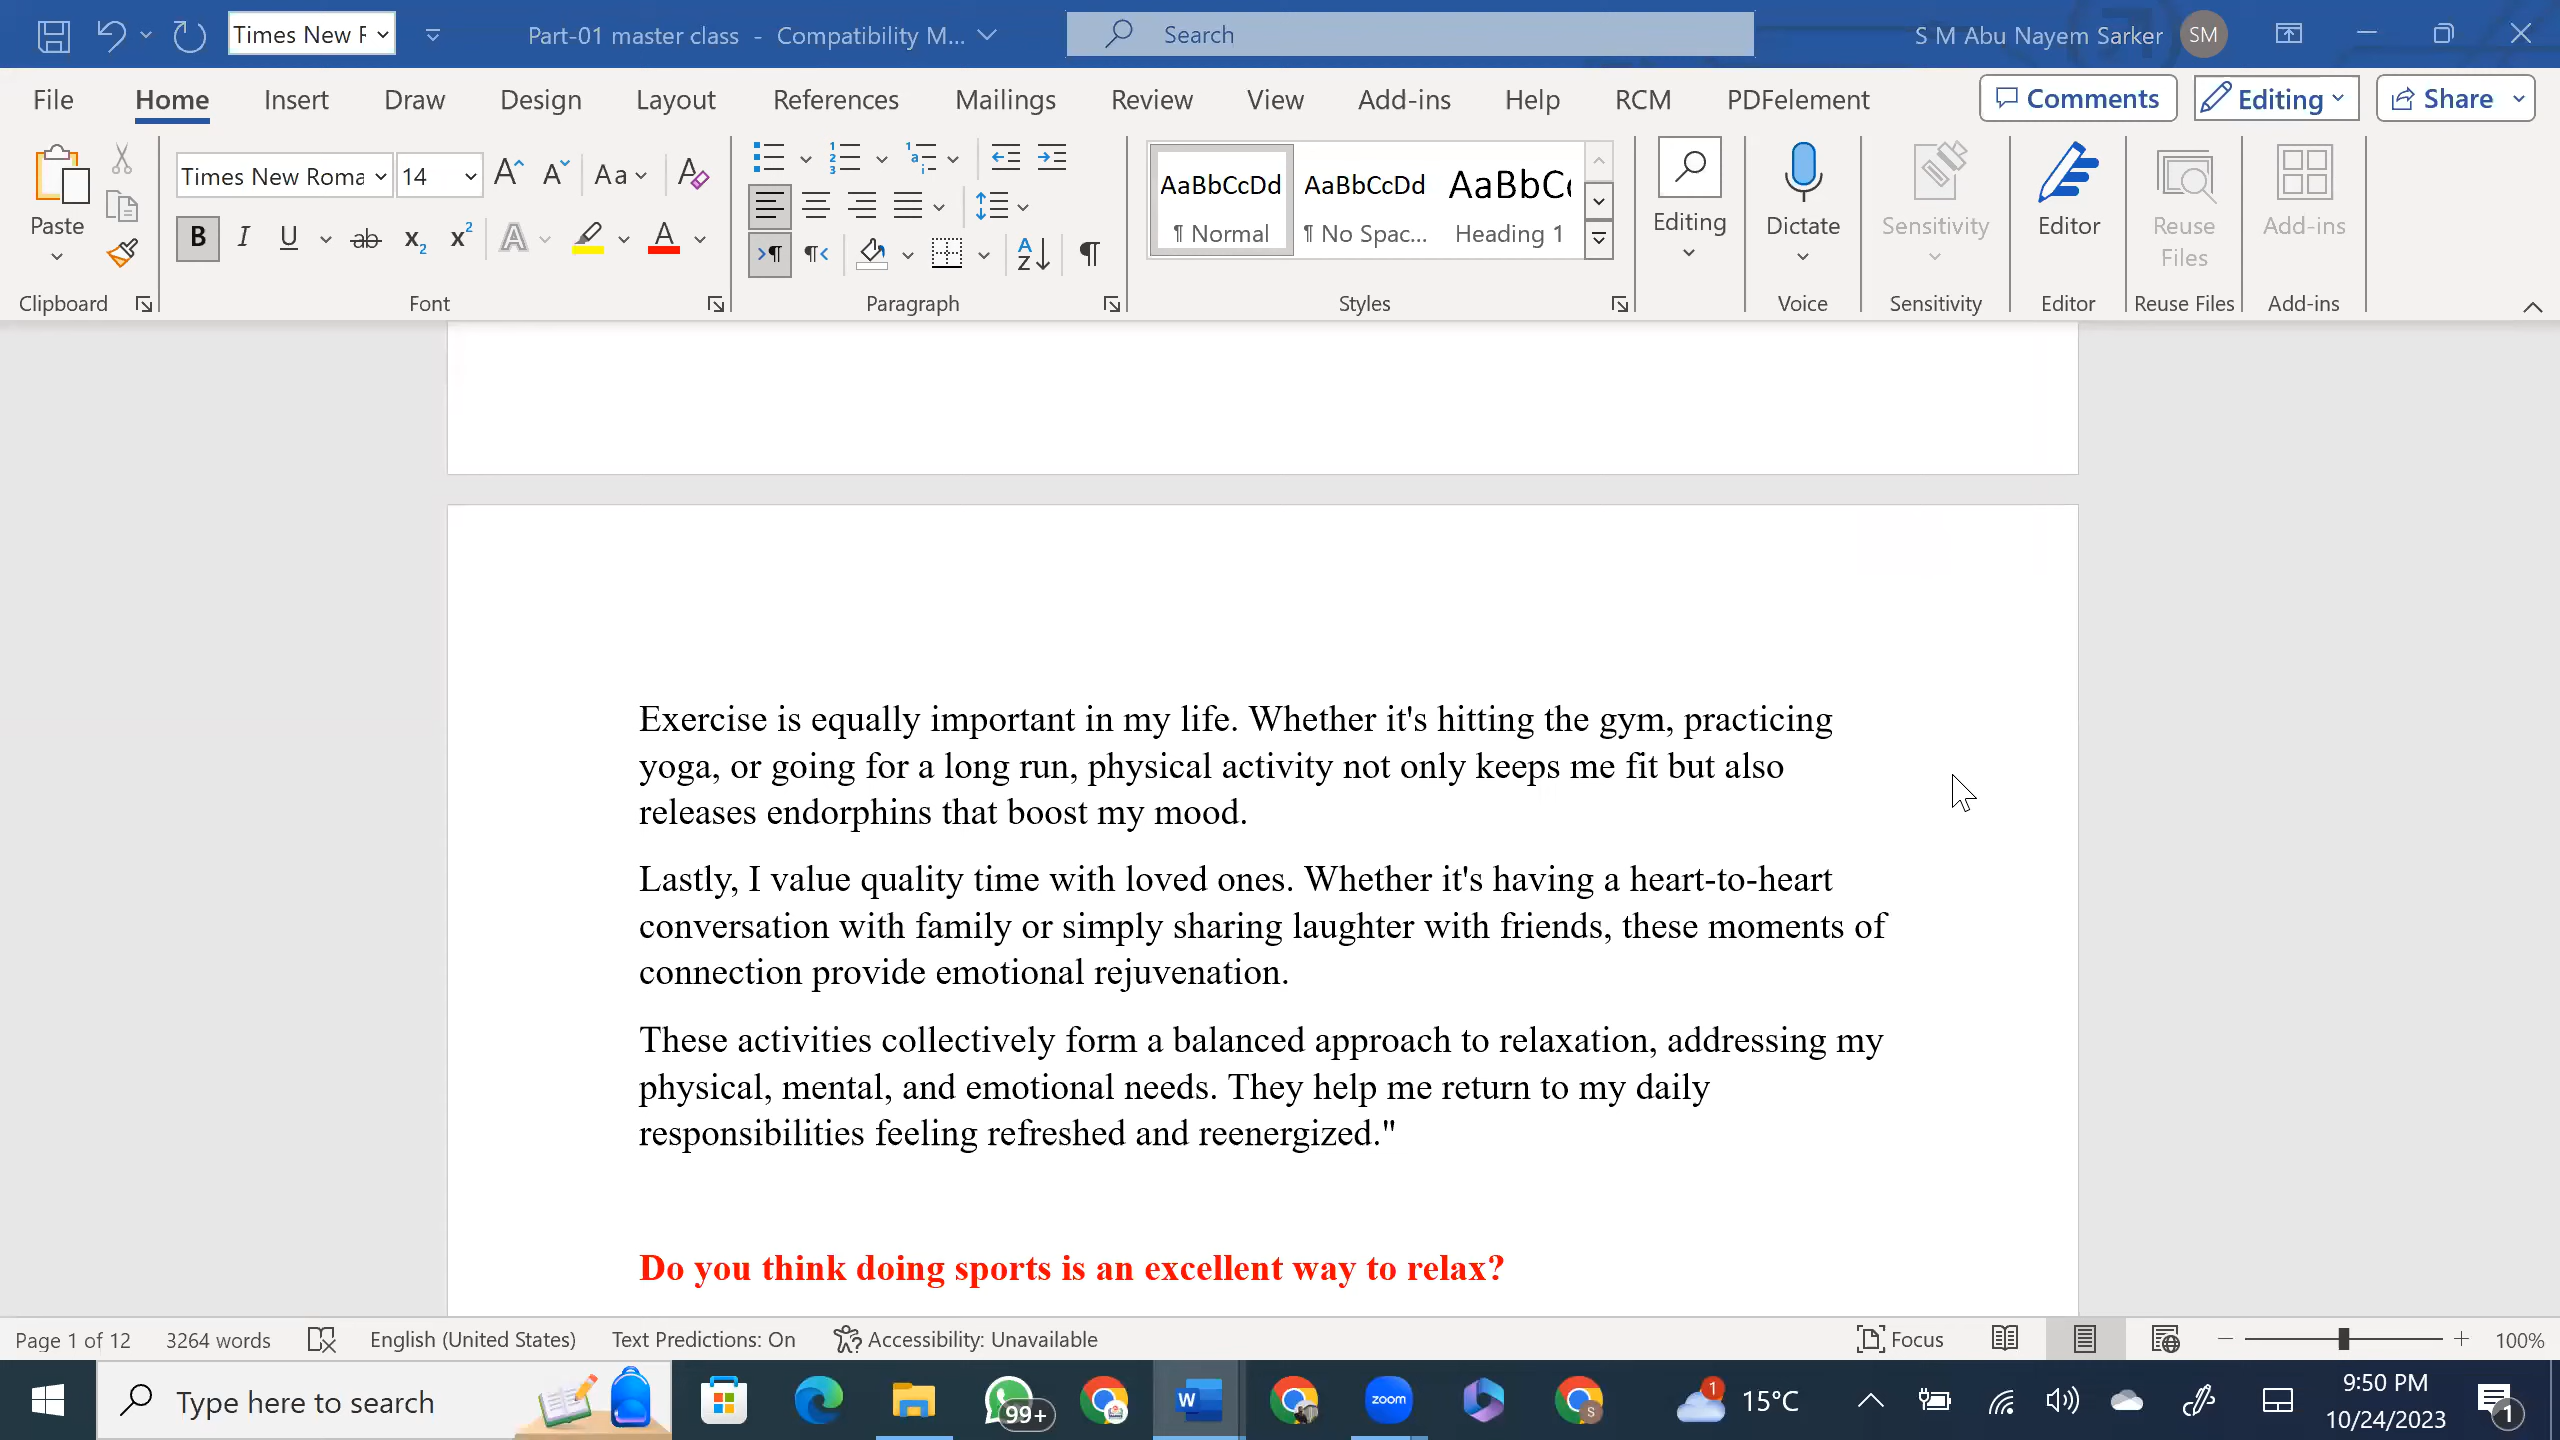 Times New F
Part-01 master class - Compatibility M...
Search
S M Abu Nayem Sarker
SM
File
Home
Insert
Draw
Design
Layout
References
Mailings
Review
View
Add-ins
Help
RCM
PDFelement
Comments
Editing
Share
Paste
Clipboard
Times New Roma
14
Font
Paragraph
AaBbCcDd
¶ Normal
AaBbCcDd
¶ No Spac...
AaBbCc
Heading 1
Styles
Editing
Dictate
Voice
Sensitivity
Sensitivity
Editor
Editor
Reuse
Files
Reuse Files
Add-ins
Add-ins
Exercise is equally important in my life. Whether it's hitting the gym, practicing
yoga, or going for a long run, physical activity not only keeps me fit but also
releases endorphins that boost my mood.
Lastly, I value quality time with loved ones. Whether it's having a heart-to-heart
conversation with family or simply sharing laughter with friends, these moments of
connection provide emotional rejuvenation.
These activities collectively form a balanced approach to relaxation, addressing my
physical, mental, and emotional needs. They help me return to my daily
responsibilities feeling refreshed and reenergized."
Do you think doing sports is an excellent way to relax?
Page 1 of 12
3264 words
English (United States)
Text Predictions: On
Accessibility: Unavailable
Focus
100%
Type here to search
99+
zoom
1
15°C
9:50 PM
10/24/2023
1